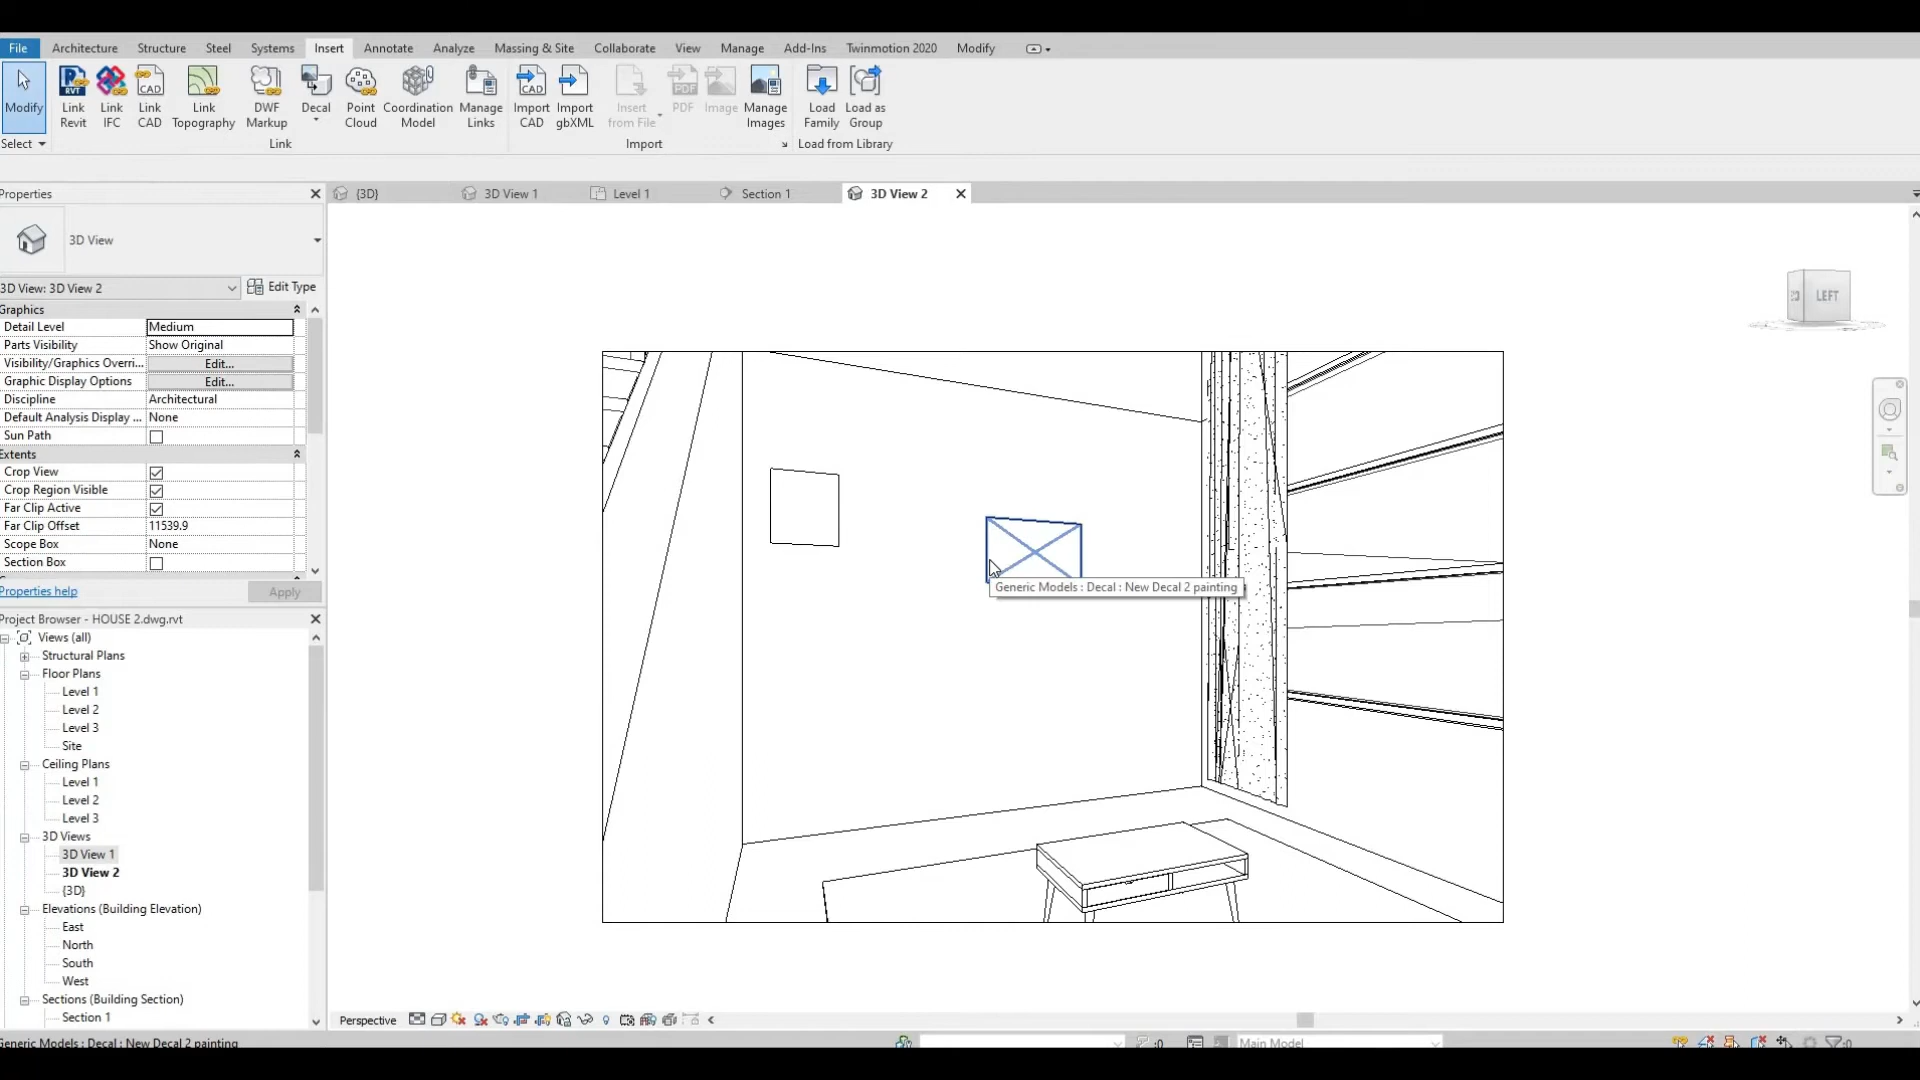 File Architecture Structure Steel Systems Insert Annotate Analyze Massing & Site Collaborate View Manage Add-Ins Twinmotion 2020 Modify
Modify
Link Revit
Link IFC
Link CAD
Link Topography
DWF Markup
Decal
Point Cloud
Coordination Model
Manage Links
Import CAD
Import gbXML
Insert from File
PDF
Image
Manage Images
Load Family
Load as Group
Select
Link
Import
Load from Library
Properties
{3D}
3D View 1
Level 1
Section 1
3D View 2
3D View
3D View: 3D View 2
Edit Type
Graphics
Detail Level Medium
Parts Visibility Show Original
Visibility/Graphics Overri... Edit...
Graphic Display Options Edit...
Discipline Architectural
Default Analysis Display ... None
Sun Path
Extents
Crop View
Crop Region Visible
Far Clip Active
Far Clip Offset 11539.9
Scope Box None
Section Box
Properties help
Apply
Project Browser - HOUSE 2.dwg.rvt
Views (all)
Structural Plans
Floor Plans
Level 1
Level 2
Level 3
Site
Ceiling Plans
Level 1
Level 2
Level 3
3D Views
3D View 1
3D View 2
{3D}
Elevations (Building Elevation)
East
North
South
West
Sections (Building Section)
Section 1
LEFT
Generic Models : Decal : New Decal 2 painting
Perspective
Generic Models : Decal : New Decal 2 painting
:0
Main Model
:0